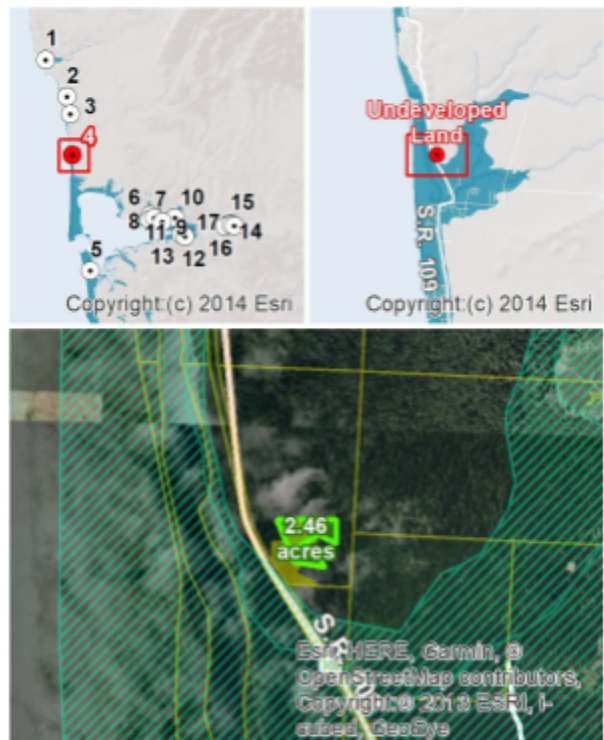 1
2
3
4
5
6
7
10
15
8
9
17
14
11
16
13
12
Copyright:(c) 2014 Esri
Undeveloped
Land
S.R. 109
Copyright:(c) 2014 Esri
2.46
acres
S. R.
Esri, HERE, Garmin, ©
OpenStreetMap contributors,
Copyright:© 2013 ESRI, i-
cubed, GeoEye